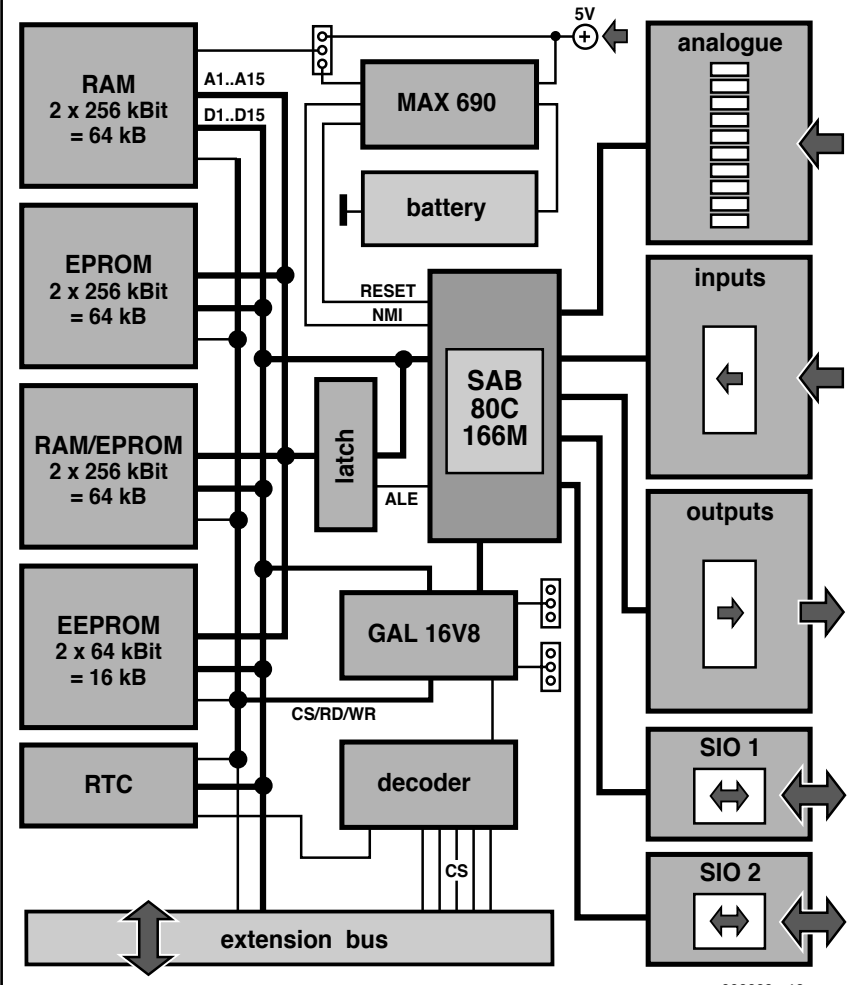 5V
RAM
2 x 256 kBit
= 64 kB
A1..A15
D1..D15
MAX 690
analogue
battery
EPROM
2 x 256 kBit
= 64 kB
RESET
NMI
inputs
SAB
80C
166M
RAM/EPROM
2 x 256 kBit
= 64 kB
latch
ALE
outputs
EEPROM
2 x 64 kBit
= 16 kB
GAL 16V8
CS/RD/WR
RTC
decoder
SIO 1
CS
SIO 2
extension bus